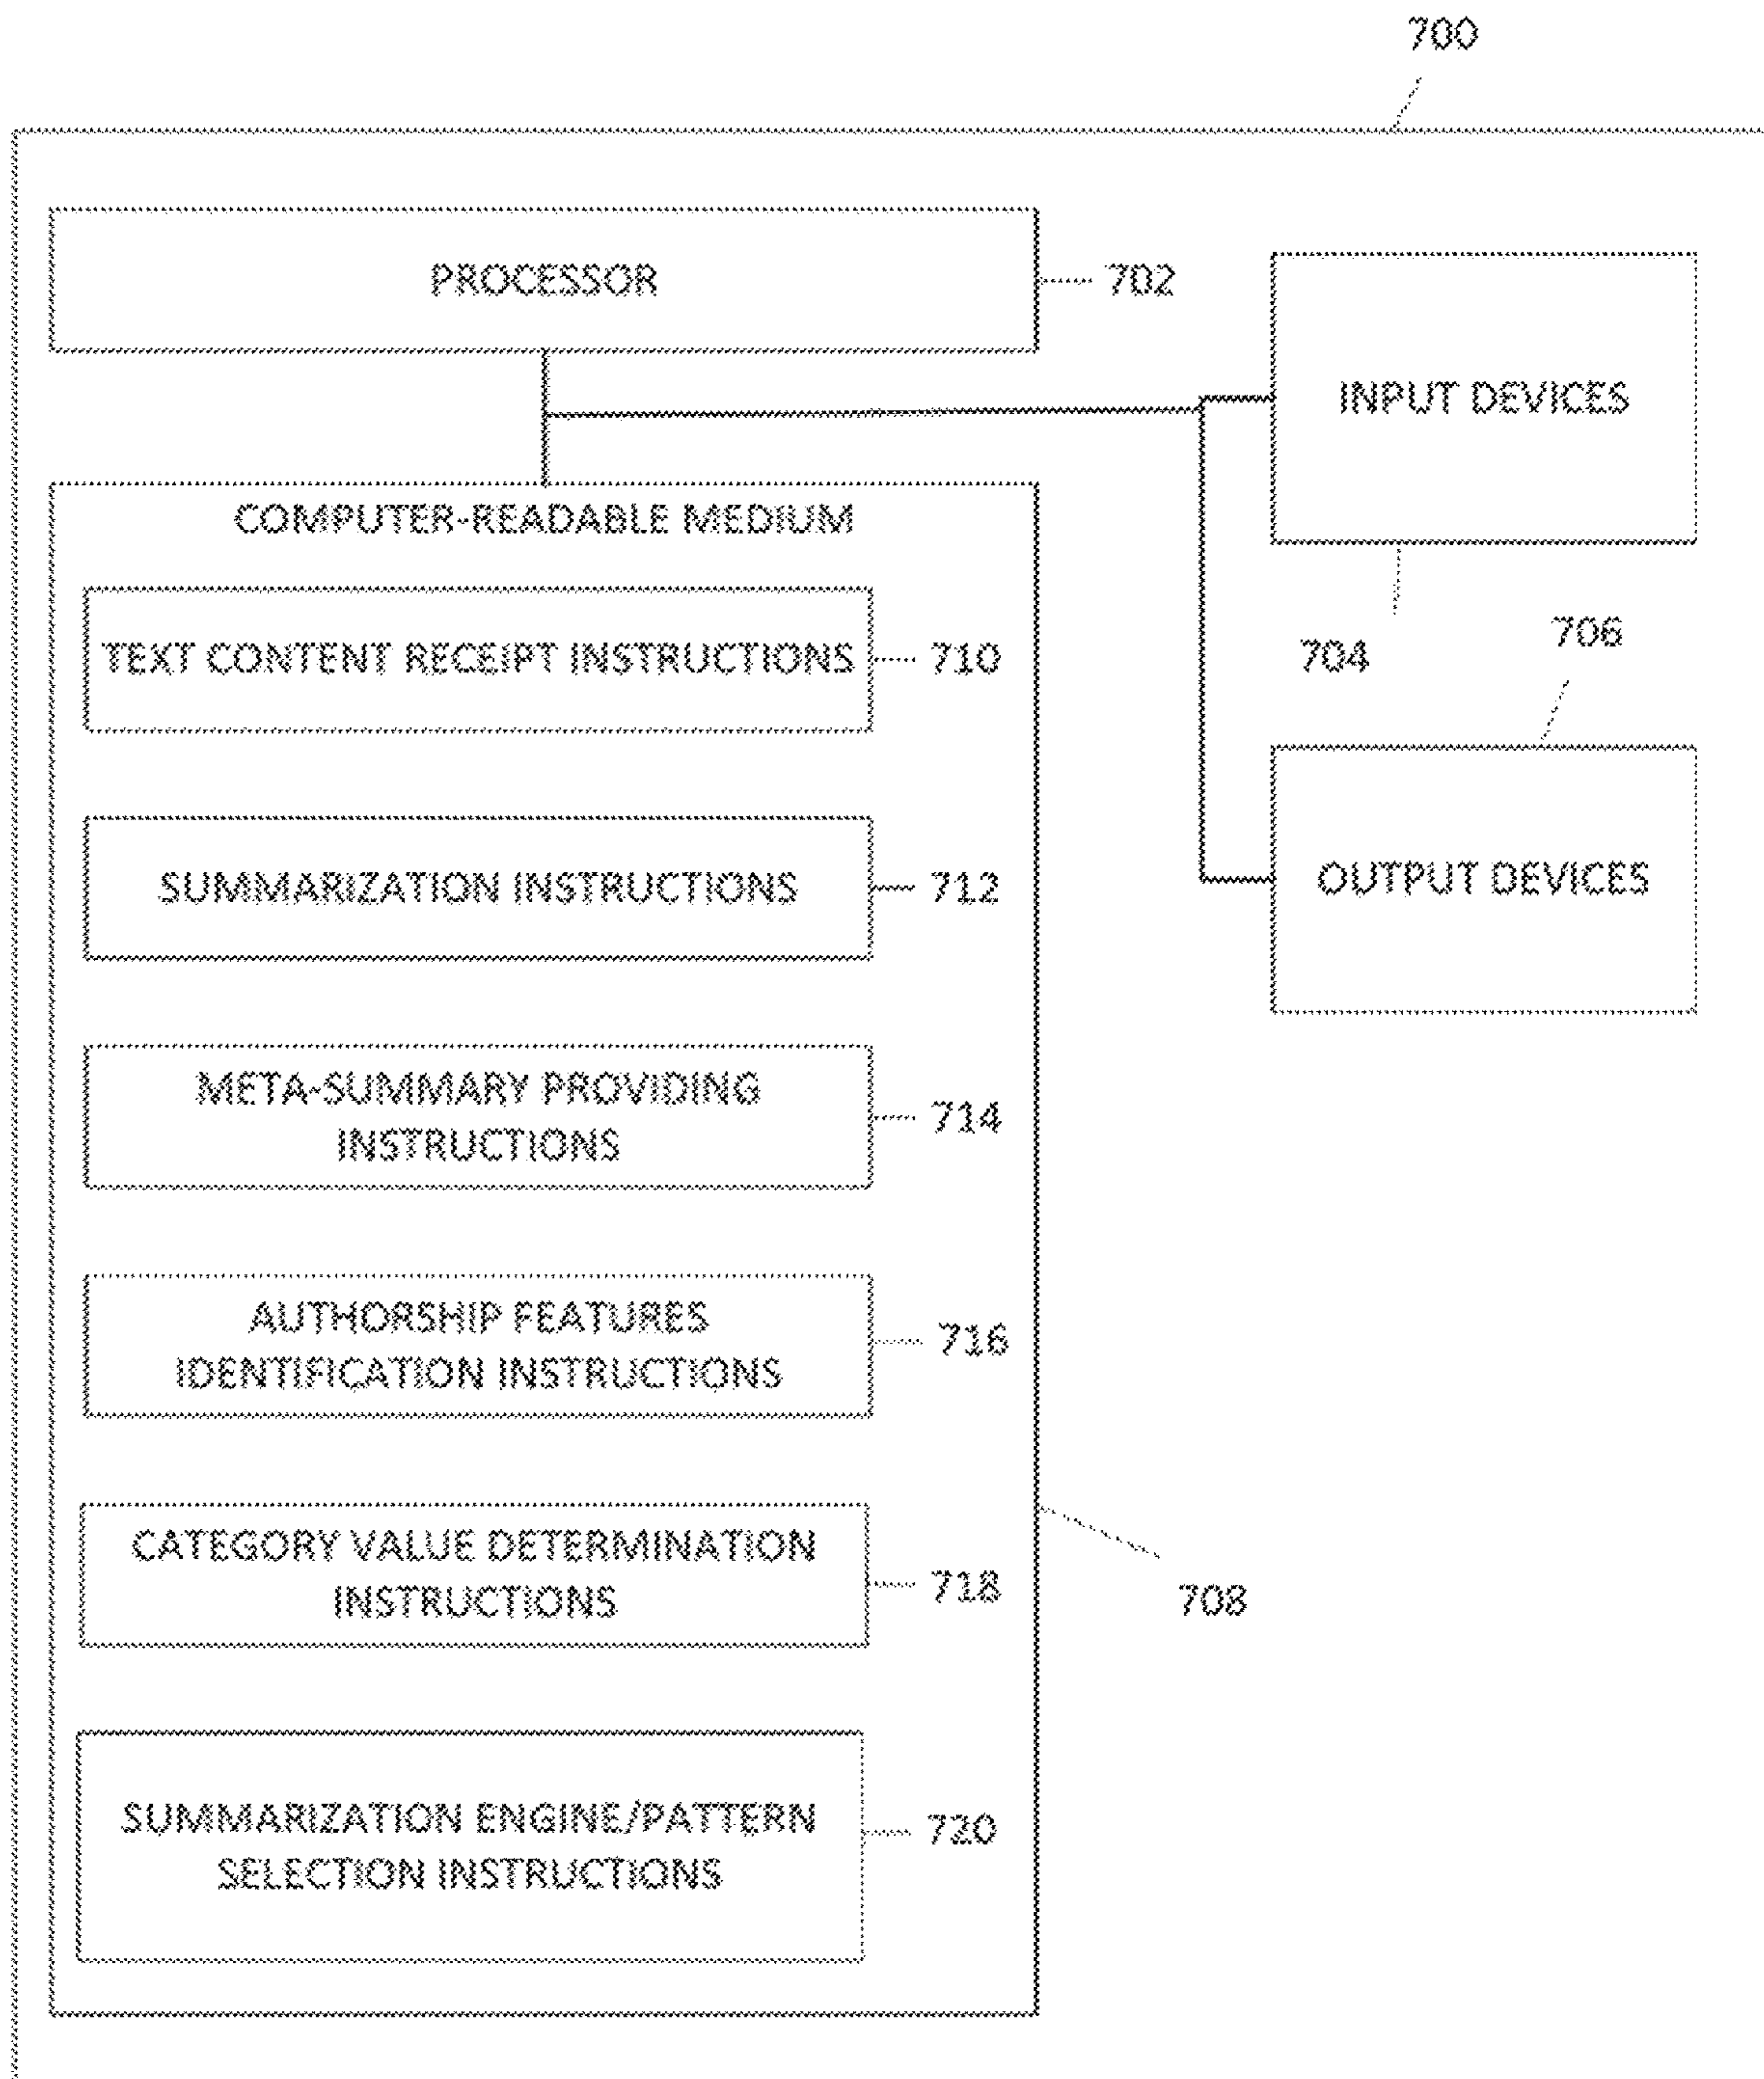 700
PROCESSOR
702
INPUT DEVICES
704
706
OUTPUT DEVICES
COMPUTER-READABLE MEDIUM
TEXT CONTENT RECEIPT INSTRUCTIONS
710
SUMMARIZATION INSTRUCTIONS
712
META-SUMMARY PROVIDING
INSTRUCTIONS
714
AUTHORSHIP FEATURES
IDENTIFICATION INSTRUCTIONS
716
CATEGORY VALUE DETERMINATION
INSTRUCTIONS
718
708
SUMMARIZATION ENGINE/PATTERN
SELECTION INSTRUCTIONS
720